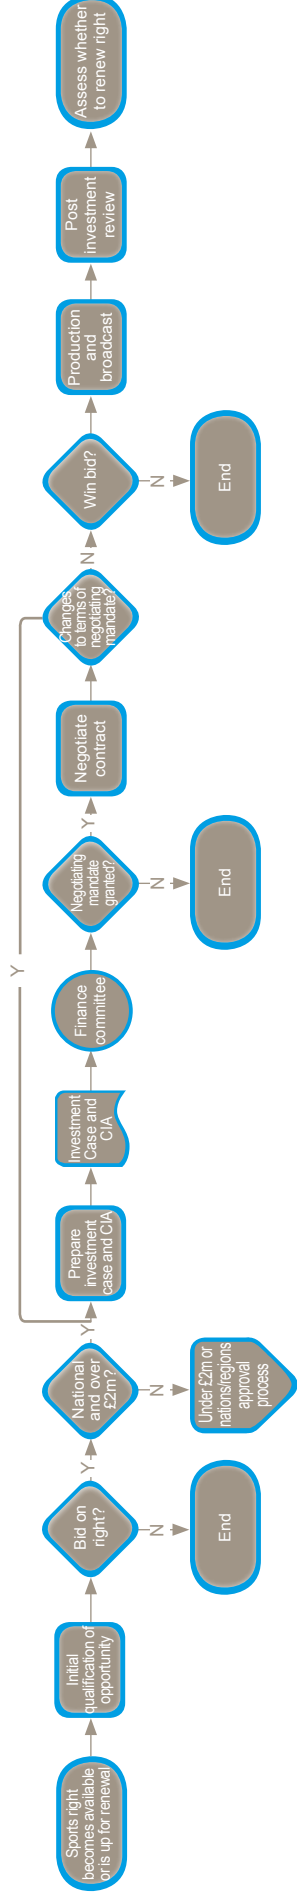 Sports right
becomes available
or is up for renewal
Initial
qualification of
opportunity
Bid on
right?
Y
N
End
National
and over
£2m?
Y
N
Under £2m or
nations/regions
approval
process
Prepare
investment
case and CIA
Investment
Case and
CIA
Finance
committee
Negotiating
mandate
granted?
Y
N
End
Negotiate
contract
Changes
to terms of
negotiating
mandate?
Y
N
Win bid?
N
End
Production
and
broadcast
Post
investment
review
Assess whether
to renew right